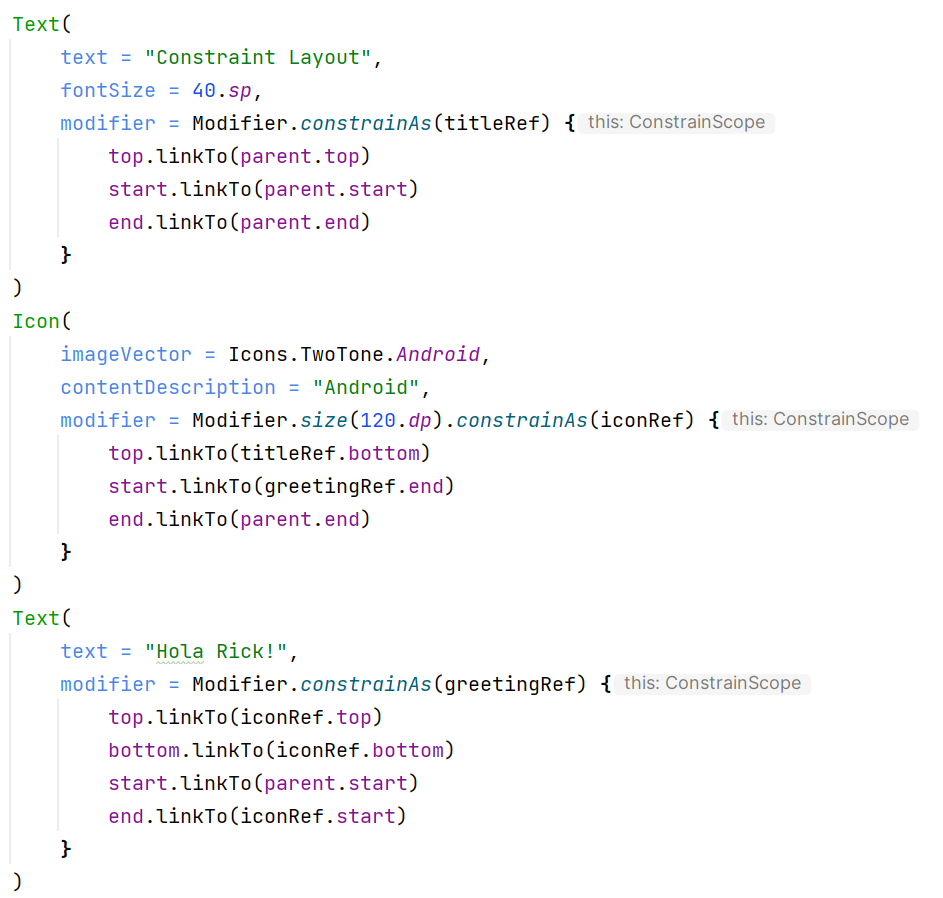 Text(
    text = "Constraint Layout",
    fontSize = 40.sp,
    modifier = Modifier.constrainAs(titleRef) { this: ConstrainScope
        top.linkTo(parent.top)
        start.linkTo(parent.start)
        end.linkTo(parent.end)
    }
)
Icon(
    imageVector = Icons.TwoTone.Android,
    contentDescription = "Android",
    modifier = Modifier.size(120.dp).constrainAs(iconRef) { this: ConstrainScope
        top.linkTo(titleRef.bottom)
        start.linkTo(greetingRef.end)
        end.linkTo(parent.end)
    }
)
Text(
    text = "Hola Rick!",
    modifier = Modifier.constrainAs(greetingRef) { this: ConstrainScope
        top.linkTo(iconRef.top)
        bottom.linkTo(iconRef.bottom)
        start.linkTo(parent.start)
        end.linkTo(iconRef.start)
    }
)